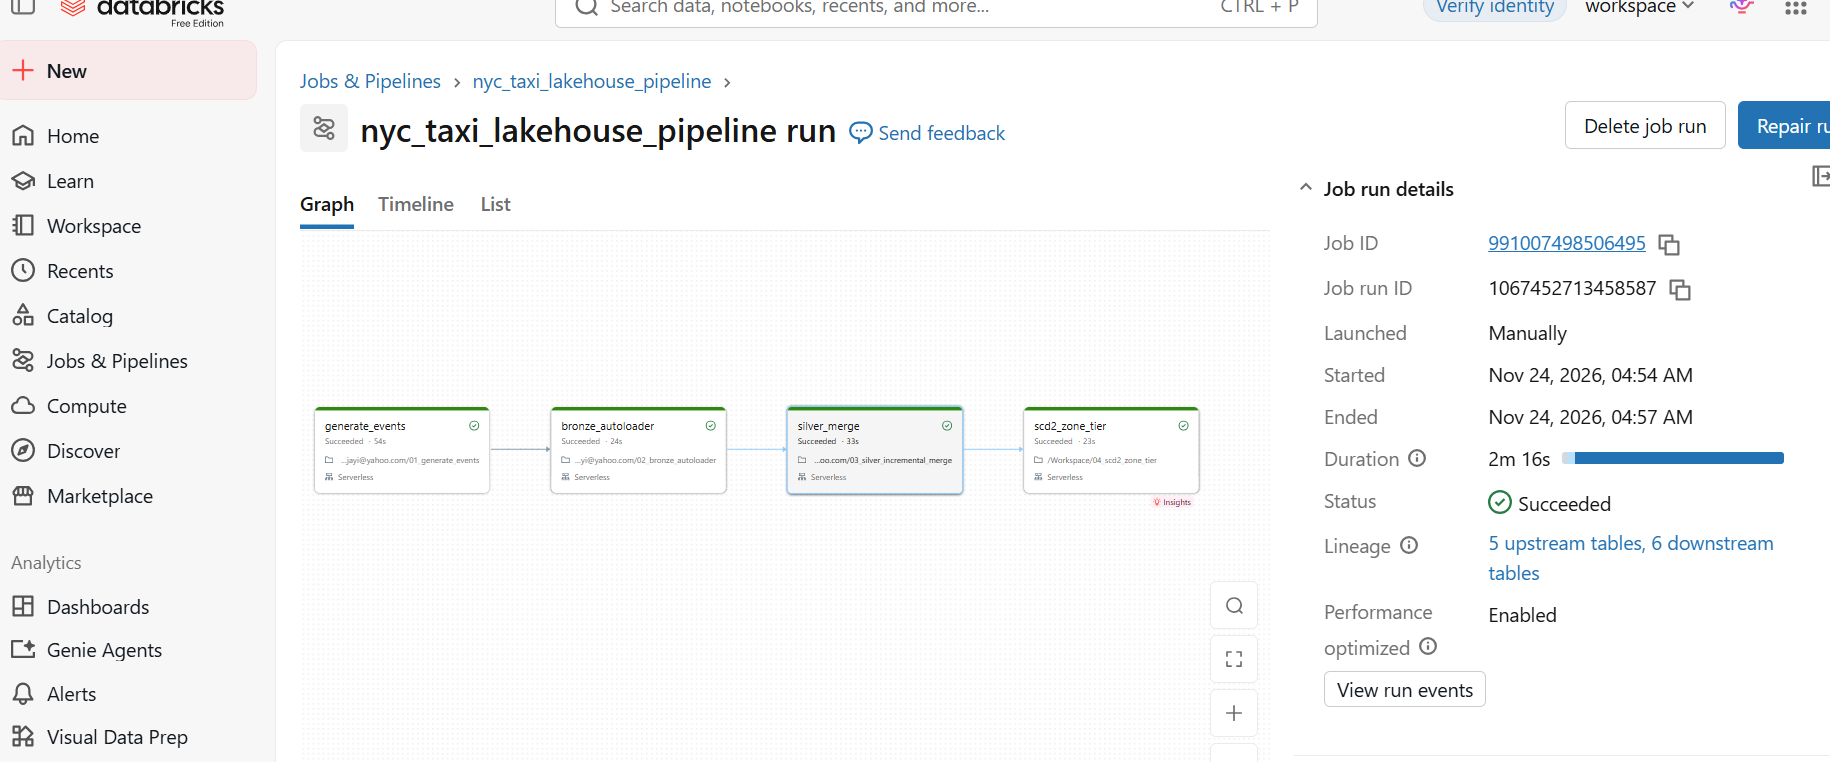 databricks
Free Edition
Search data, notebooks, recents, and more...
CTRL + P
Verify identity
workspace
New
Home
Learn
Workspace
Recents
Catalog
Jobs & Pipelines
Compute
Discover
Marketplace
Analytics
Dashboards
Genie Agents
Alerts
Visual Data Prep
Jobs & Pipelines
nyc_taxi_lakehouse_pipeline
nyc_taxi_lakehouse_pipeline run
Send feedback
Delete job run
Repair ru
Graph
Timeline
List
generate_events
Succeeded · 54s
...jayi@yahoo.com/01_generate_events
Serverless
bronze_autoloader
Succeeded · 24s
...yi@yahoo.com/02_bronze_autoloader
Serverless
silver_merge
Succeeded · 33s
...oo.com/03_silver_incremental_merge
Serverless
scd2_zone_tier
Succeeded · 23s
/Workspace/04_scd2_zone_tier
Serverless
Insights
Job run details
Job ID
991007498506495
Job run ID
1067452713458587
Launched
Manually
Started
Nov 24, 2026, 04:54 AM
Ended
Nov 24, 2026, 04:57 AM
Duration
2m 16s
Status
Succeeded
Lineage
5 upstream tables, 6 downstream
tables
Performance
optimized
Enabled
View run events